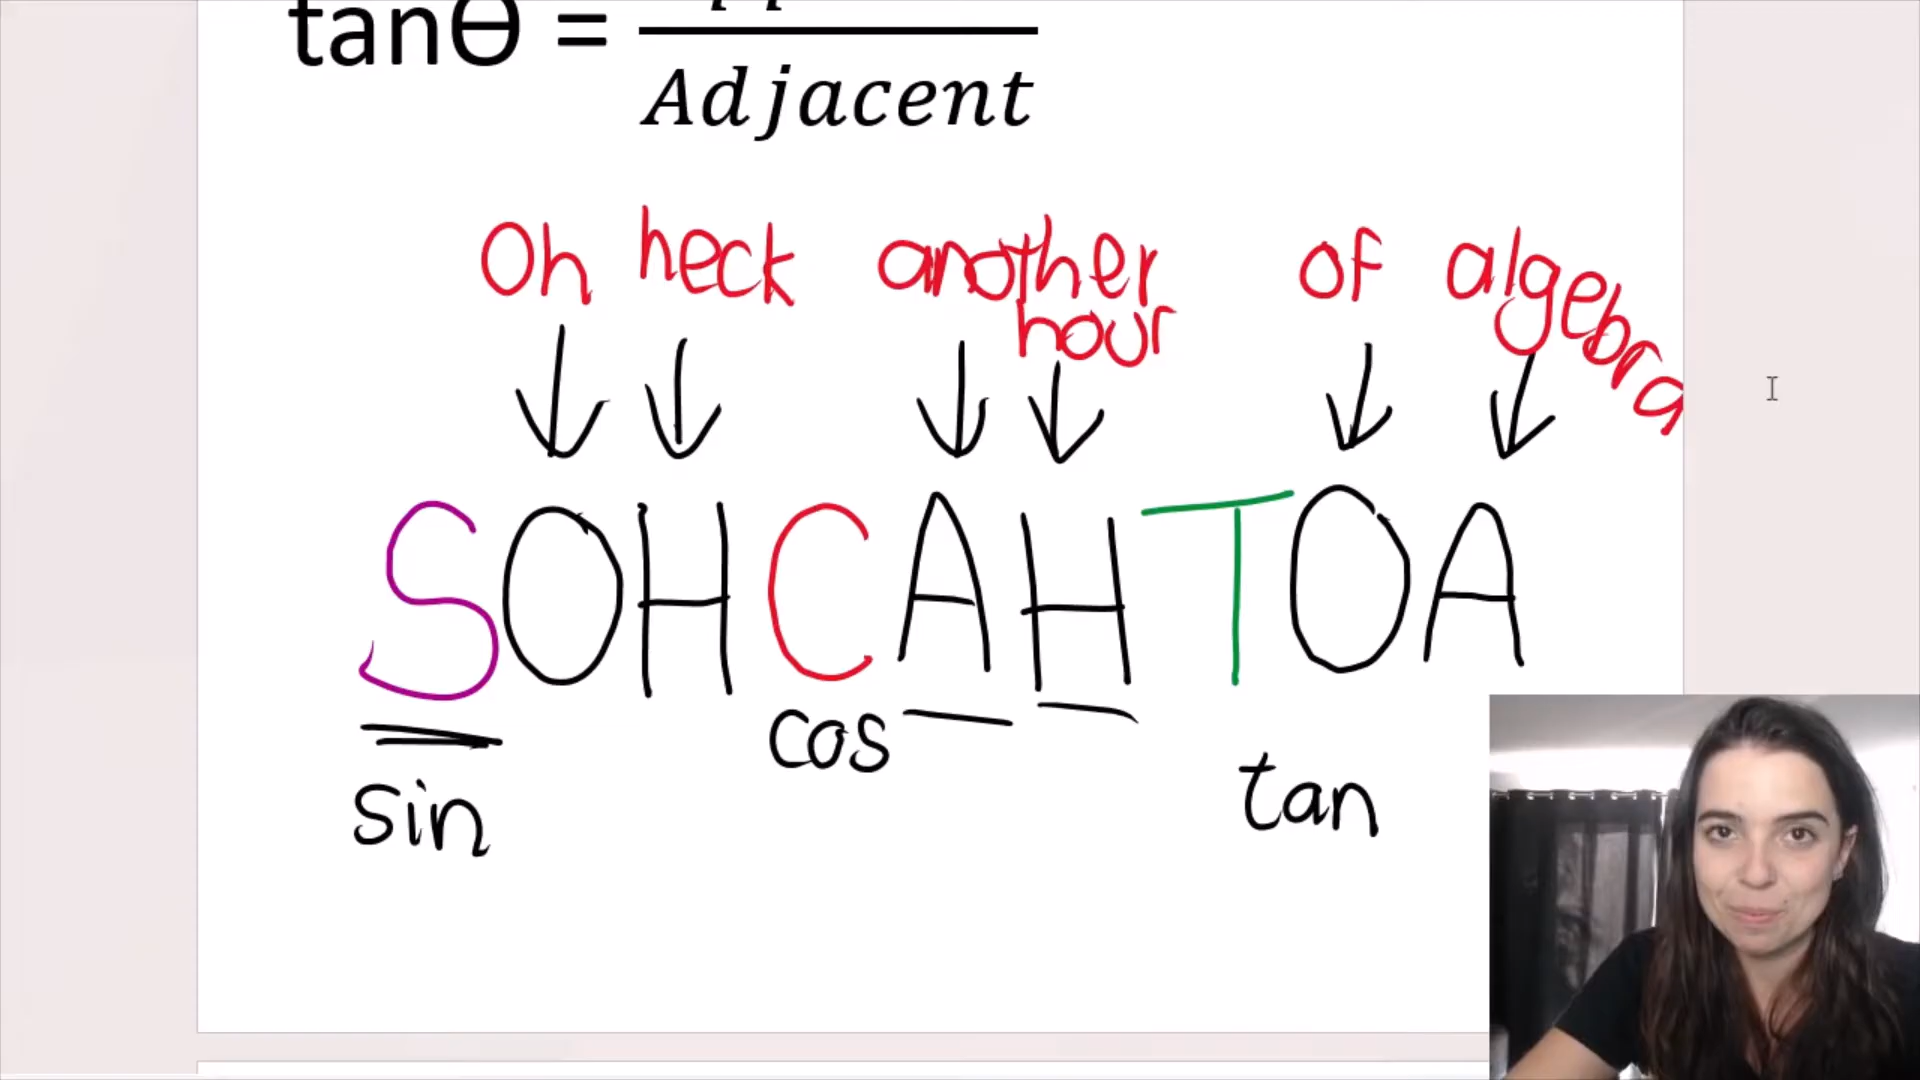 tanΘ =
Adjacent
Oh heck another hour of algebra
SOHCAHTOA
sin cos tan